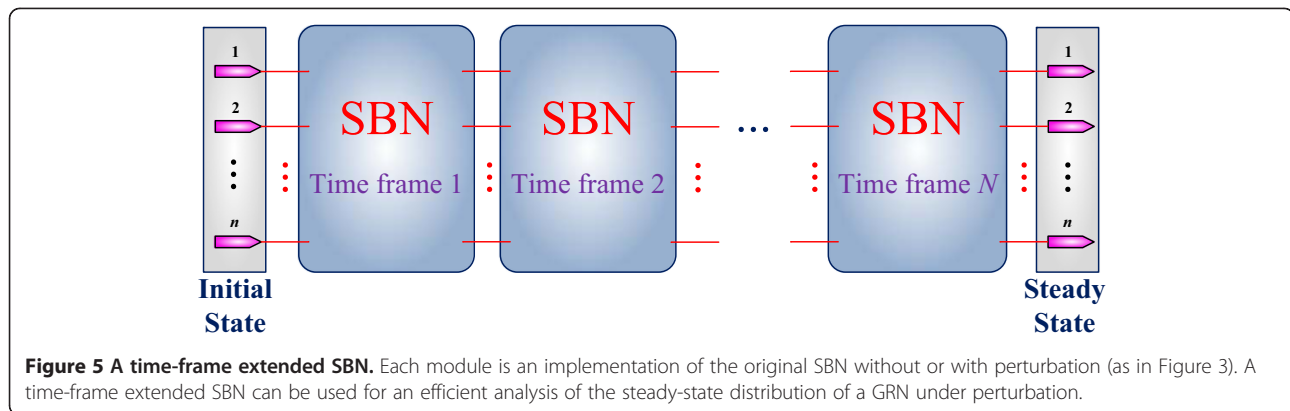 1
2
⋮
n
Initial
State
⋮
SBN
Time frame 1
⋮
SBN
Time frame 2
⋮
...
⋮
SBN
Time frame N
⋮
1
2
⋮
n
Steady
State
Figure 5 A time-frame extended SBN. Each module is an implementation of the original SBN without or with perturbation (as in Figure 3). A
time-frame extended SBN can be used for an efficient analysis of the steady-state distribution of a GRN under perturbation.